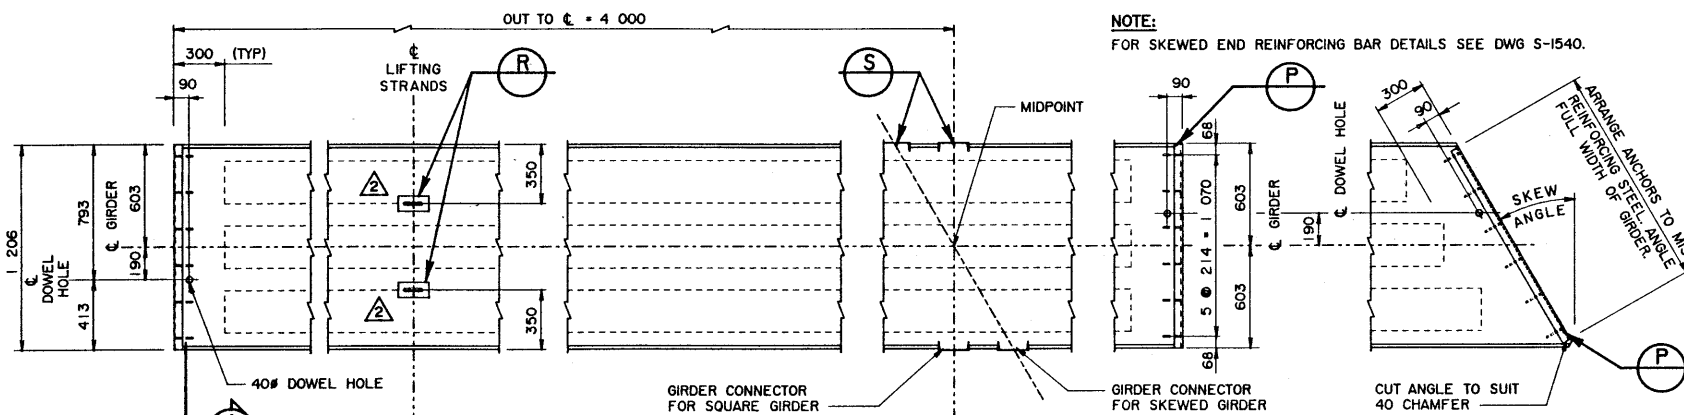 OUT TO ℄ = 4 000
NOTE:
FOR SKEWED END REINFORCING BAR DETAILS SEE DWG S-1540.
300 (TYP)
90
℄
LIFTING
STRANDS
R
S
MIDPOINT
90
P
68
℄ DOWEL HOLE
300
90
ARRANGE ANCHORS TO MIS
REINFORCING STEEL. ANGLE
FULL WIDTH OF GIRDER.
1 206
793
603
℄ GIRDER
190
413
℄
DOWEL
HOLE
2
2
350
350
5 @ 214 = 1 070
603
603
℄ GIRDER
68
190
SKEW
ANGLE
40ø DOWEL HOLE
GIRDER CONNECTOR
FOR SQUARE GIRDER
GIRDER CONNECTOR
FOR SKEWED GIRDER
CUT ANGLE TO SUIT
40 CHAMFER
P